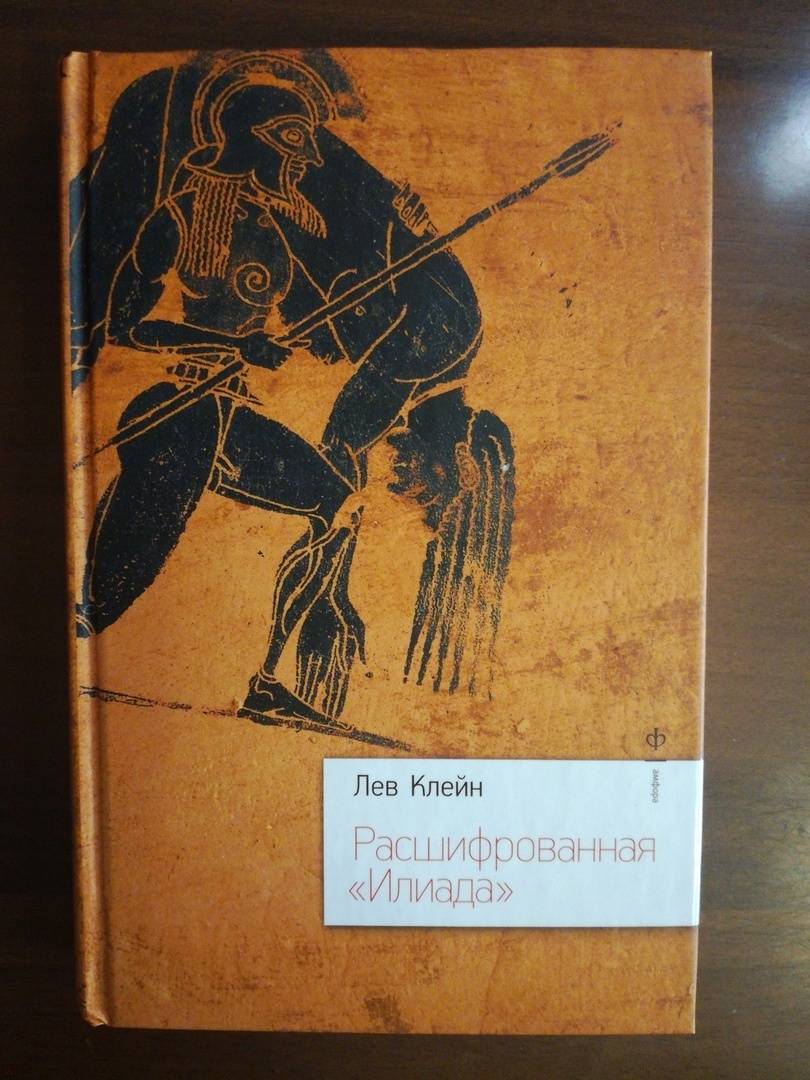 амфора
Лев Клейн
Расшифрованная
«Илиада»